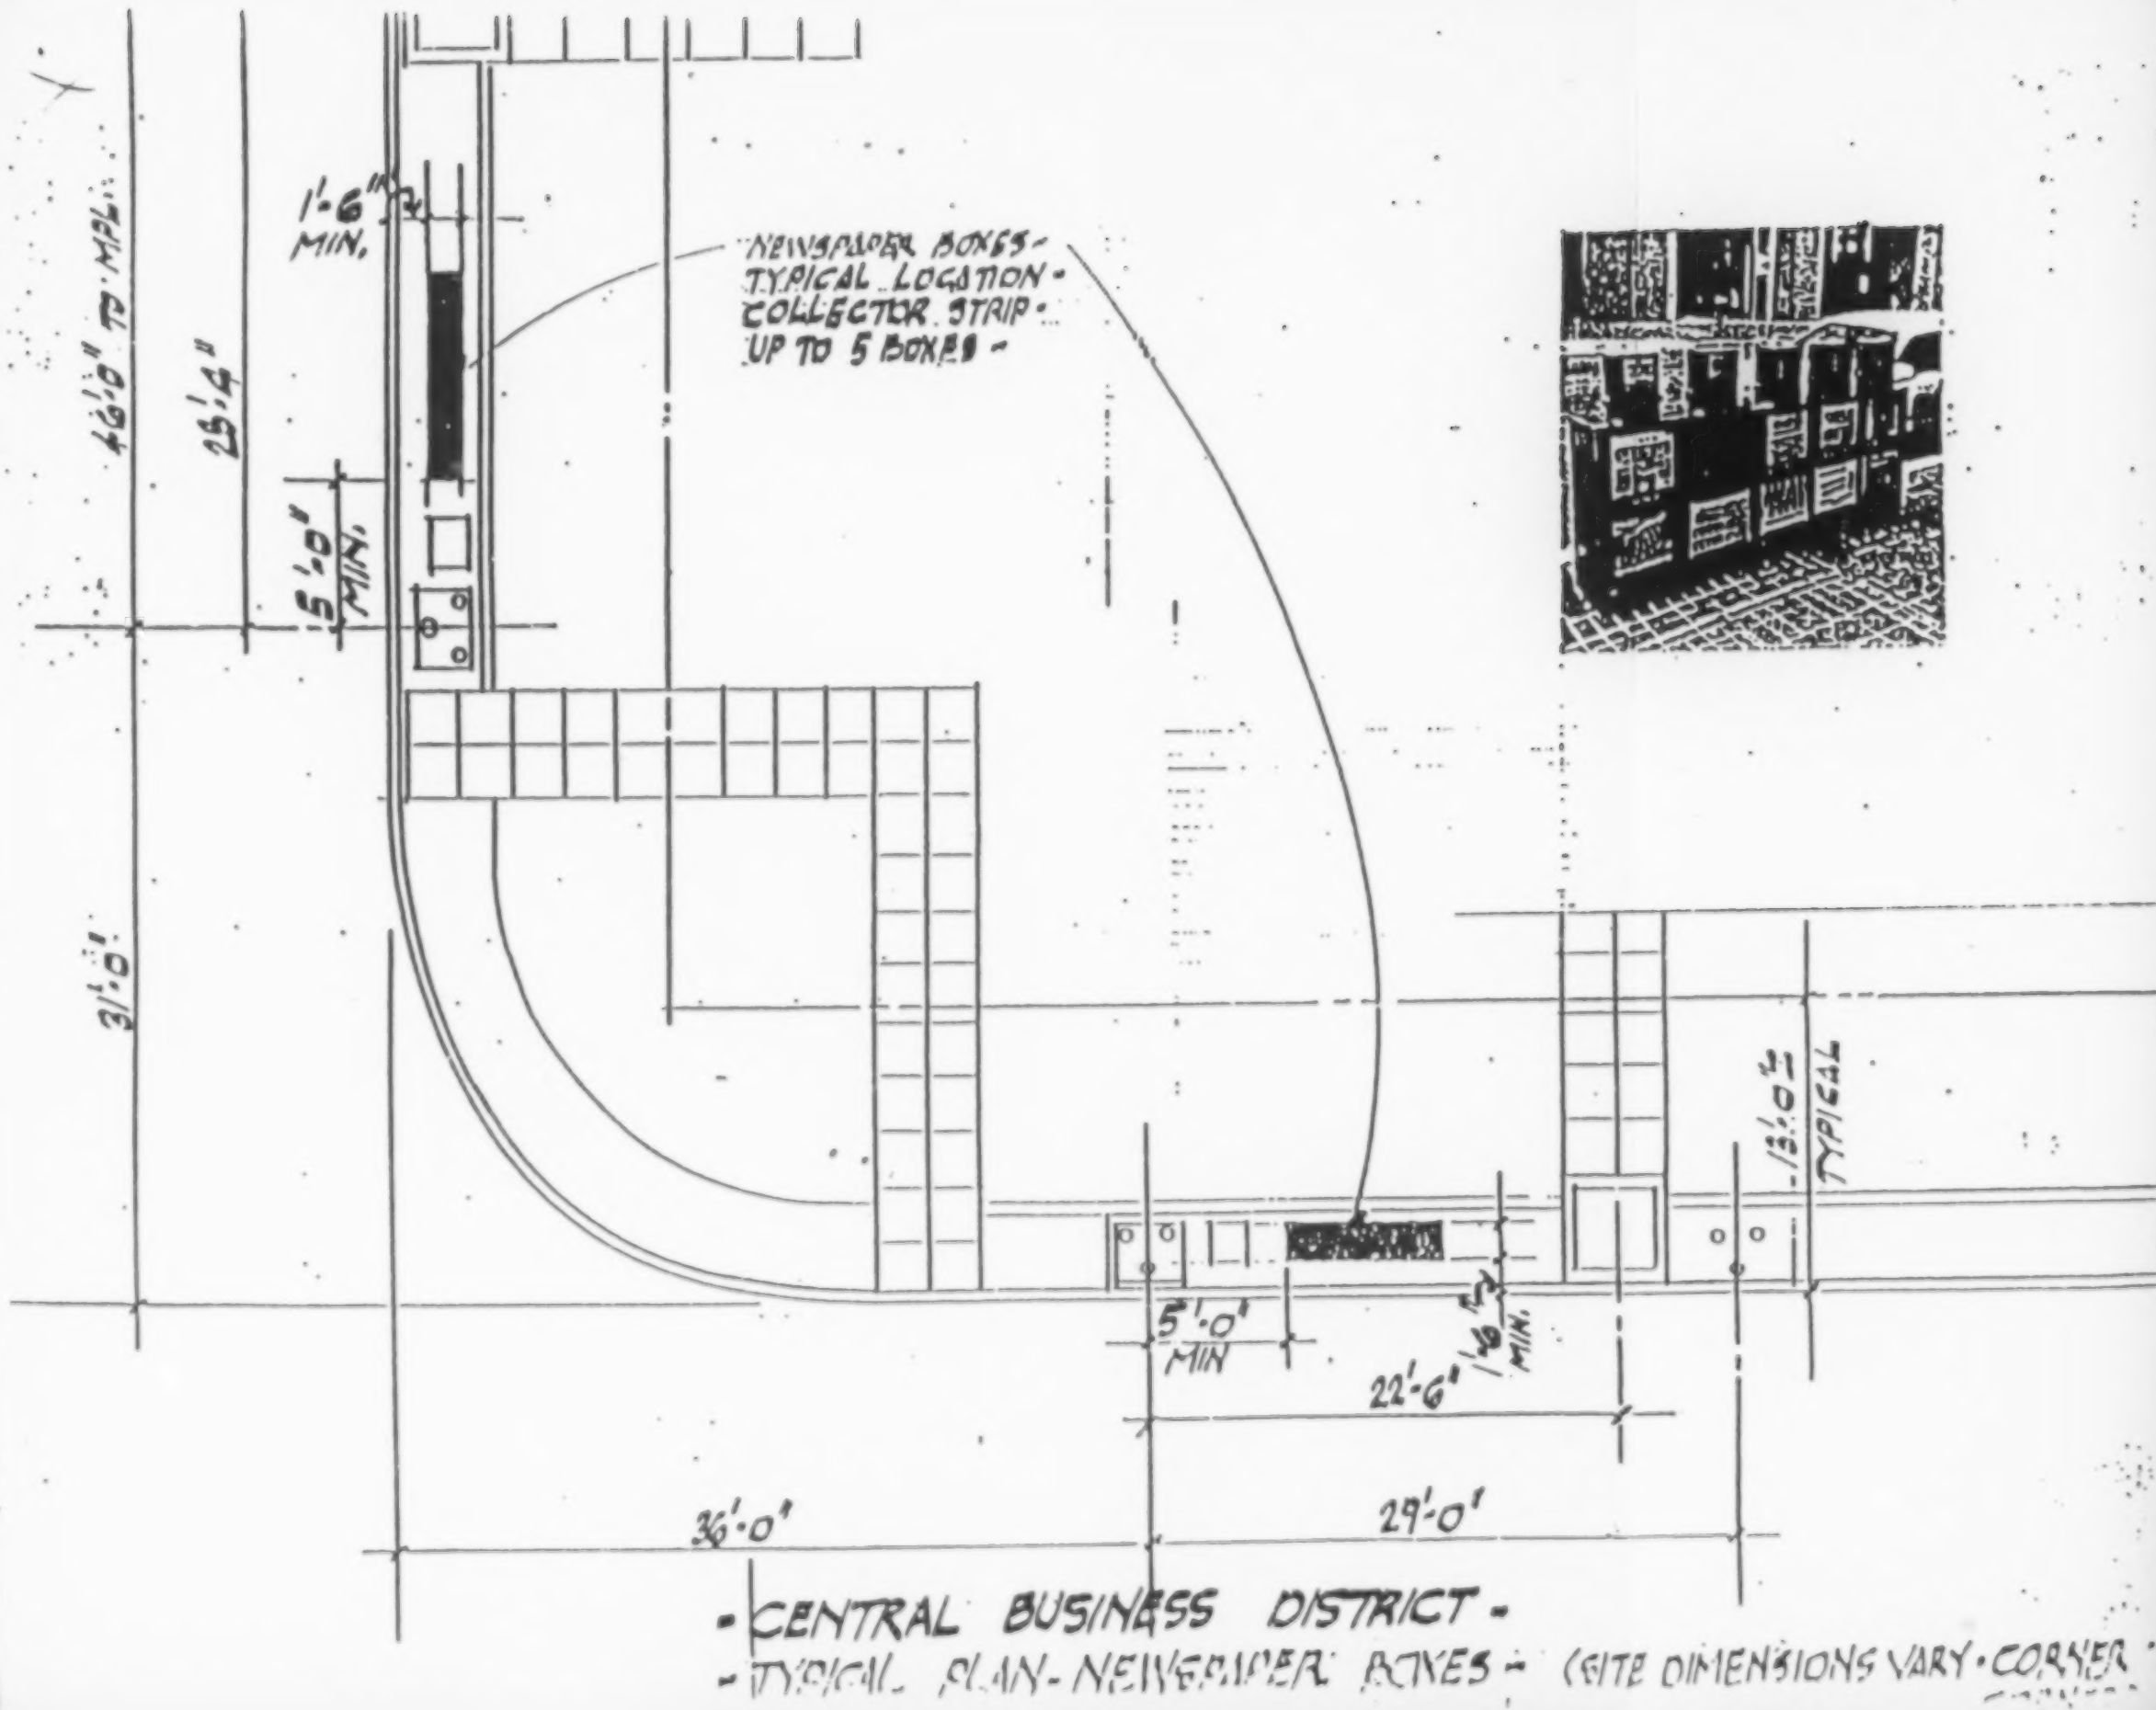 1'-6"
MIN.
NEWSPAPER BOXES-
TYPICAL LOCATION-
COLLECTOR STRIP-
UP TO 5 BOXES-
46'-0" TO MPL.
5'-0"
MIN.
31'-0"
13'-0"±
TYPICAL
5'-0"
MIN
1'-6"
MIN.
22'-6"
36'-0"
29'-0"
- CENTRAL BUSINESS DISTRICT -
- TYPICAL PLAN - NEWSPAPER BOXES - (SITE DIMENSIONS VARY · CORNER